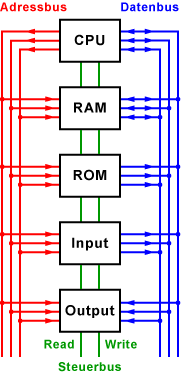 Adressbus Datenbus
CPU
RAM
ROM
Input
Output
Read Write
Steuerbus